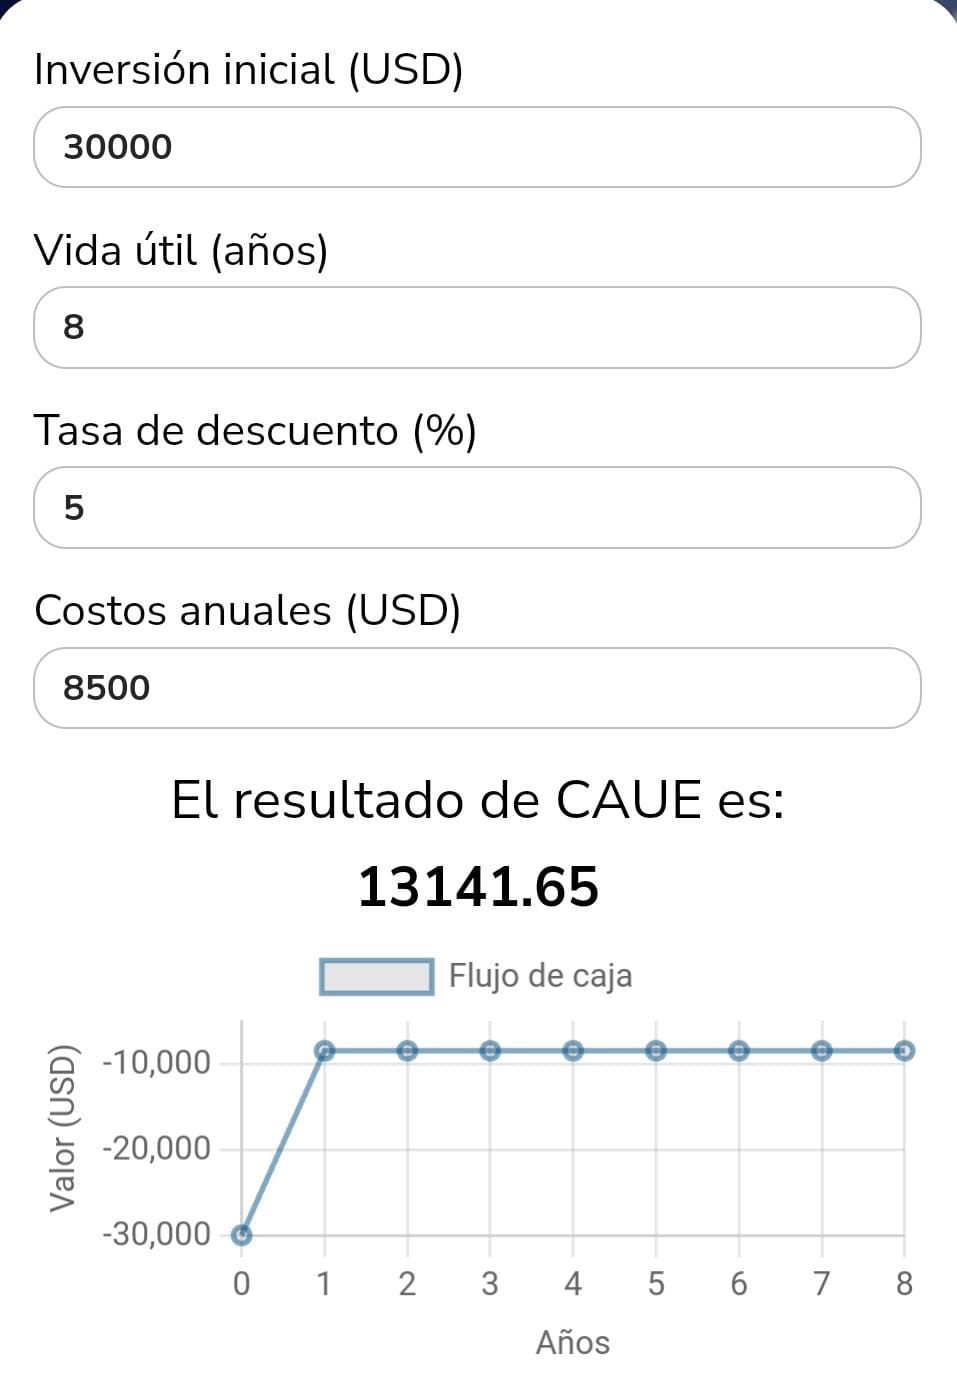 Inversión inicial (USD)
30000
Vida útil (años)
8
Tasa de descuento (%)
5
Costos anuales (USD)
8500
El resultado de CAUE es:
13141.65
Flujo de caja
Valor (USD)
-10,000
-20,000
-30,000
0 1 2 3 4 5 6 7 8
Años